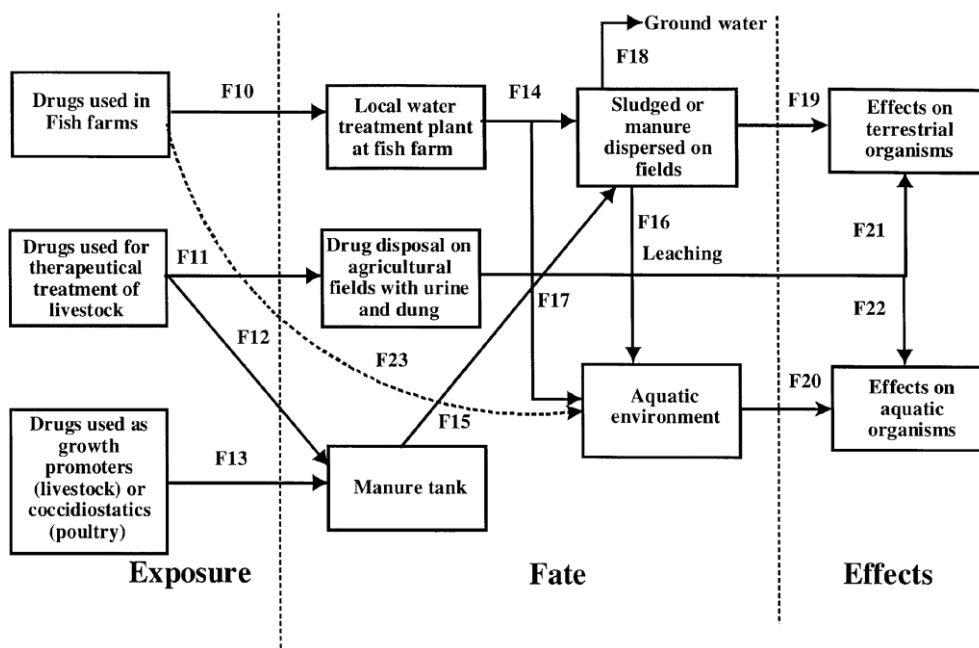 Ground water
F18
Drugs used in
Fish farms
F10
Local water
treatment plant
at fish farm
F14
Sludged or
manure
dispersed on
fields
F19
Effects on
terrestrial
organisms
Drugs used for
therapeutical
treatment of
livestock
F11
Drug disposal on
agricultural
fields with urine
and dung
F16
Leaching
F21
F17
F22
F12
F23
Aquatic
environment
F20
Effects on
aquatic
organisms
F15
Drugs used as
growth
promoters
(livestock) or
coccidiostatics
(poultry)
F13
Manure tank
Exposure
Fate
Effects